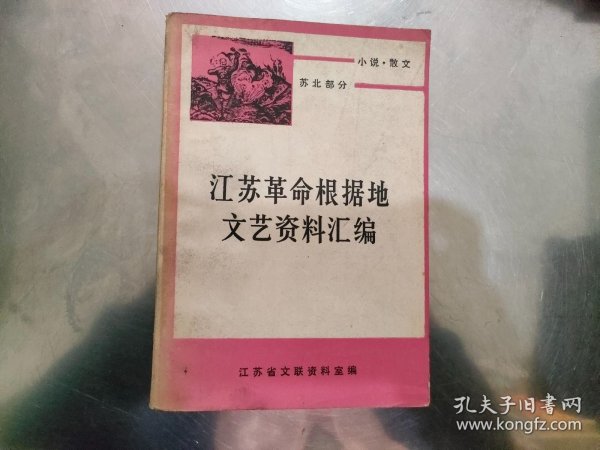 小说·散文
苏北部分
江苏革命根据地
文艺资料汇编
江苏省文联资料室编
孔夫子旧书网
www.kongfz.com